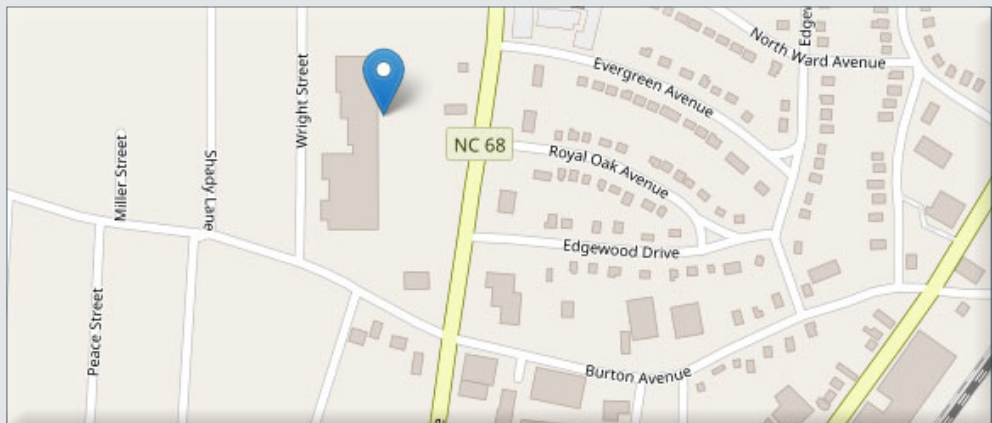 North Ward Avenue
Edgew
Evergreen Avenue
Wright Street
NC 68
Royal Oak Avenue
Miller Street
Shady Lane
Edgewood Drive
Peace Street
Burton Avenue